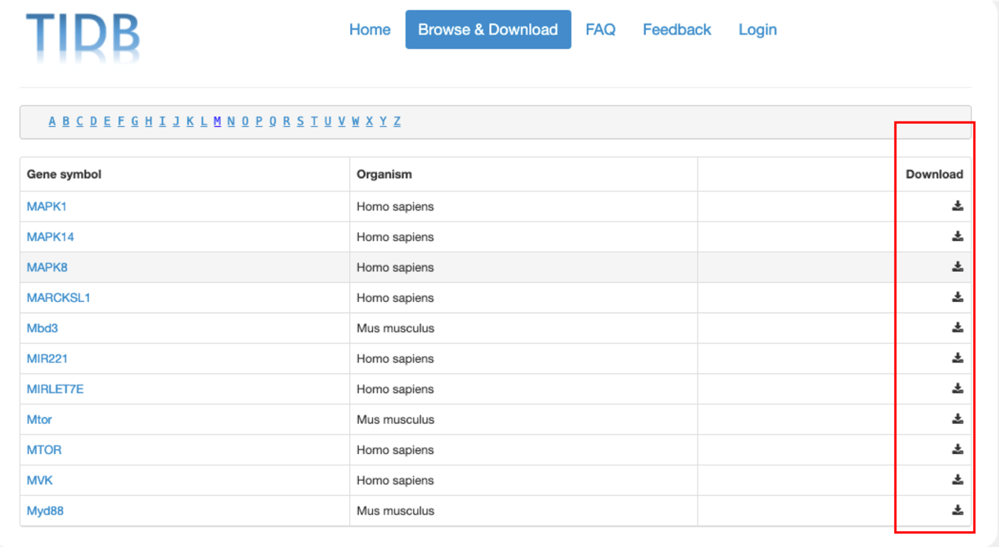 TIDB
Home Browse & Download FAQ Feedback Login
A B C D E F G H I J K L M N O P Q R S T U V W X Y Z
Gene symbol Organism Download
MAPK1 Homo sapiens
MAPK14 Homo sapiens
MAPK8 Homo sapiens
MARCKSL1 Homo sapiens
Mbd3 Mus musculus
MIR221 Homo sapiens
MIRLET7E Homo sapiens
Mtor Mus musculus
MTOR Homo sapiens
MVK Homo sapiens
Myd88 Mus musculus